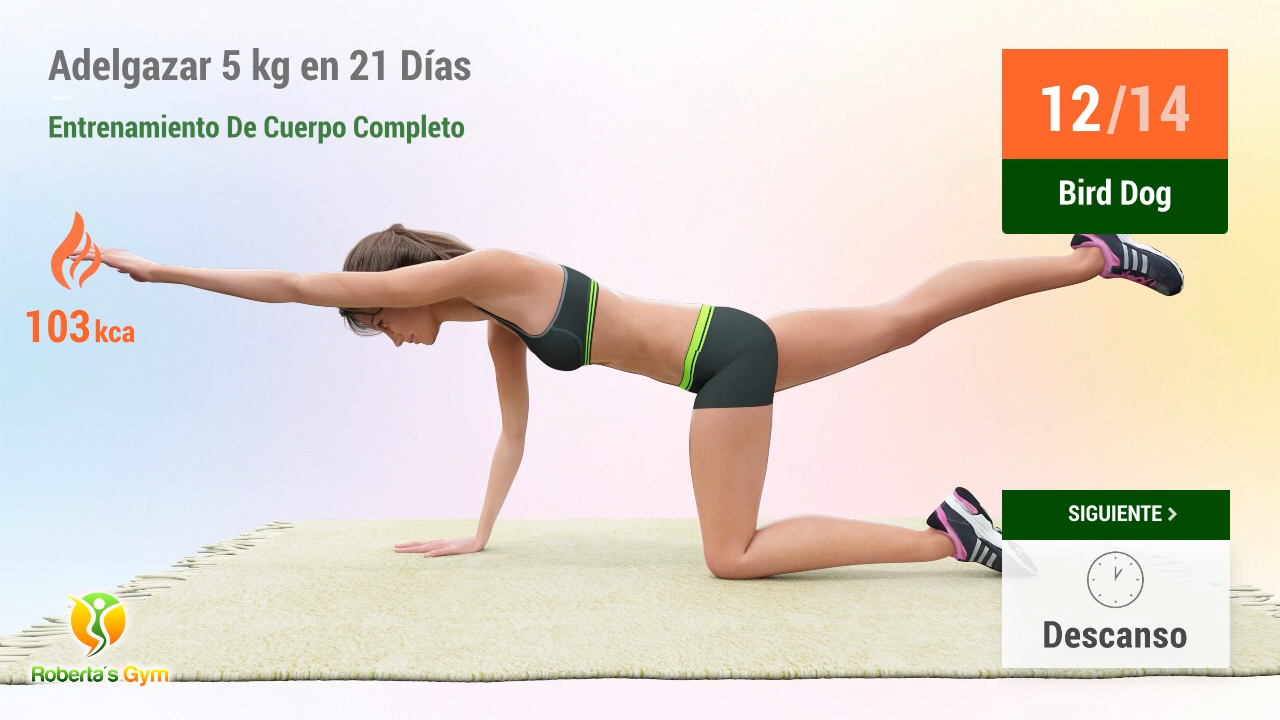 Adelgazar 5 kg en 21 Días
Entrenamiento De Cuerpo Completo
12/14
Bird Dog
103 kca
SIGUIENTE >
Descanso
Roberta´s Gym